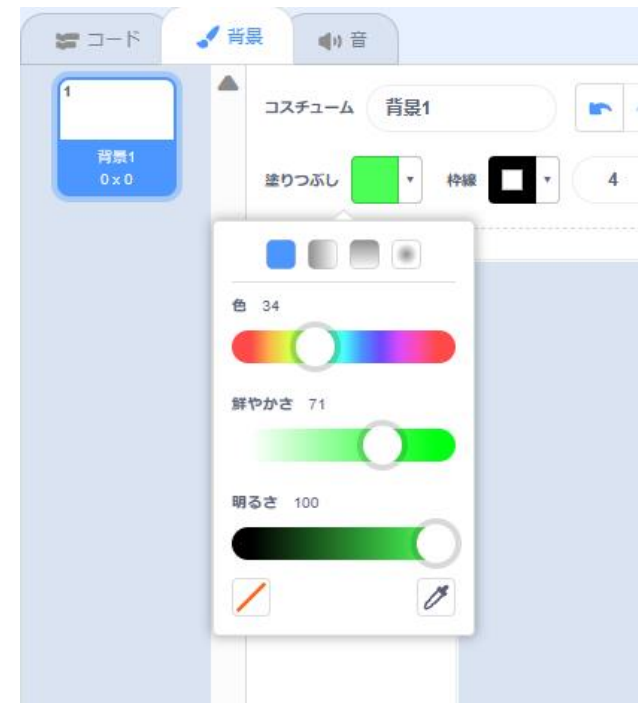 コード
背景
音
1
背景1
0 x 0
コスチューム 背景1
塗りつぶし 枠線 4
色 34
鮮やかさ 71
明るさ 100